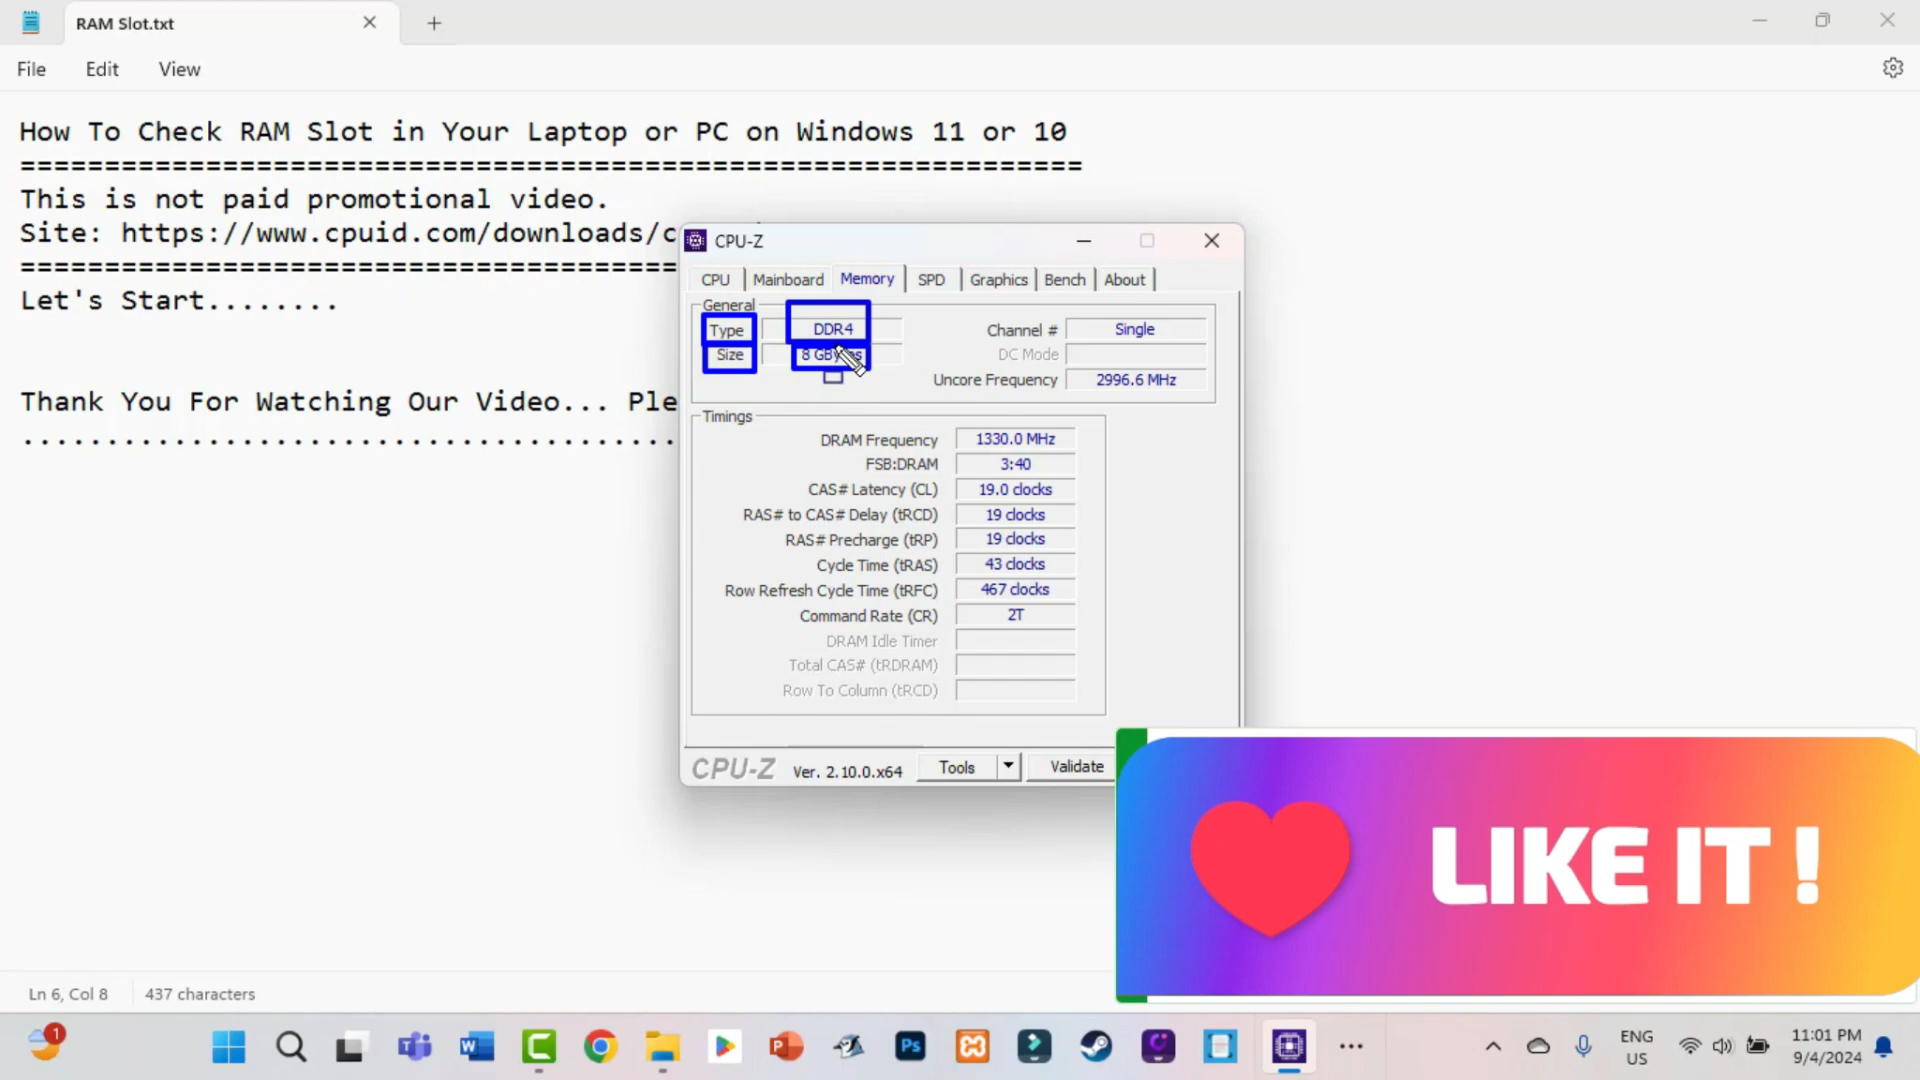 RAM Slot.txt
File Edit View
How To Check RAM Slot in Your Laptop or PC on Windows 11 or 10
===============================================================
This is not paid promotional video.
Site: https://www.cpuid.com/downloads/c
=======================================
Let's Start........
Thank You For Watching Our Video... Ple
.......................................
CPU-Z
CPU Mainboard Memory SPD Graphics Bench About
General
Type DDR4 Channel # Single
Size 8 GBytes DC Mode
Uncore Frequency 2996.6 MHz
Timings
DRAM Frequency 1330.0 MHz
FSB:DRAM 3:40
CAS# Latency (CL) 19.0 clocks
RAS# to CAS# Delay (tRCD) 19 clocks
RAS# Precharge (tRP) 19 clocks
Cycle Time (tRAS) 43 clocks
Row Refresh Cycle Time (tRFC) 467 clocks
Command Rate (CR) 2T
DRAM Idle Timer
Total CAS# (tRDRAM)
Row To Column (tRCD)
CPU-Z Ver. 2.10.0.x64 Tools Validate
LIKE IT !
Ln 6, Col 8 437 characters
1
Ps
ENG
US
11:01 PM
9/4/2024